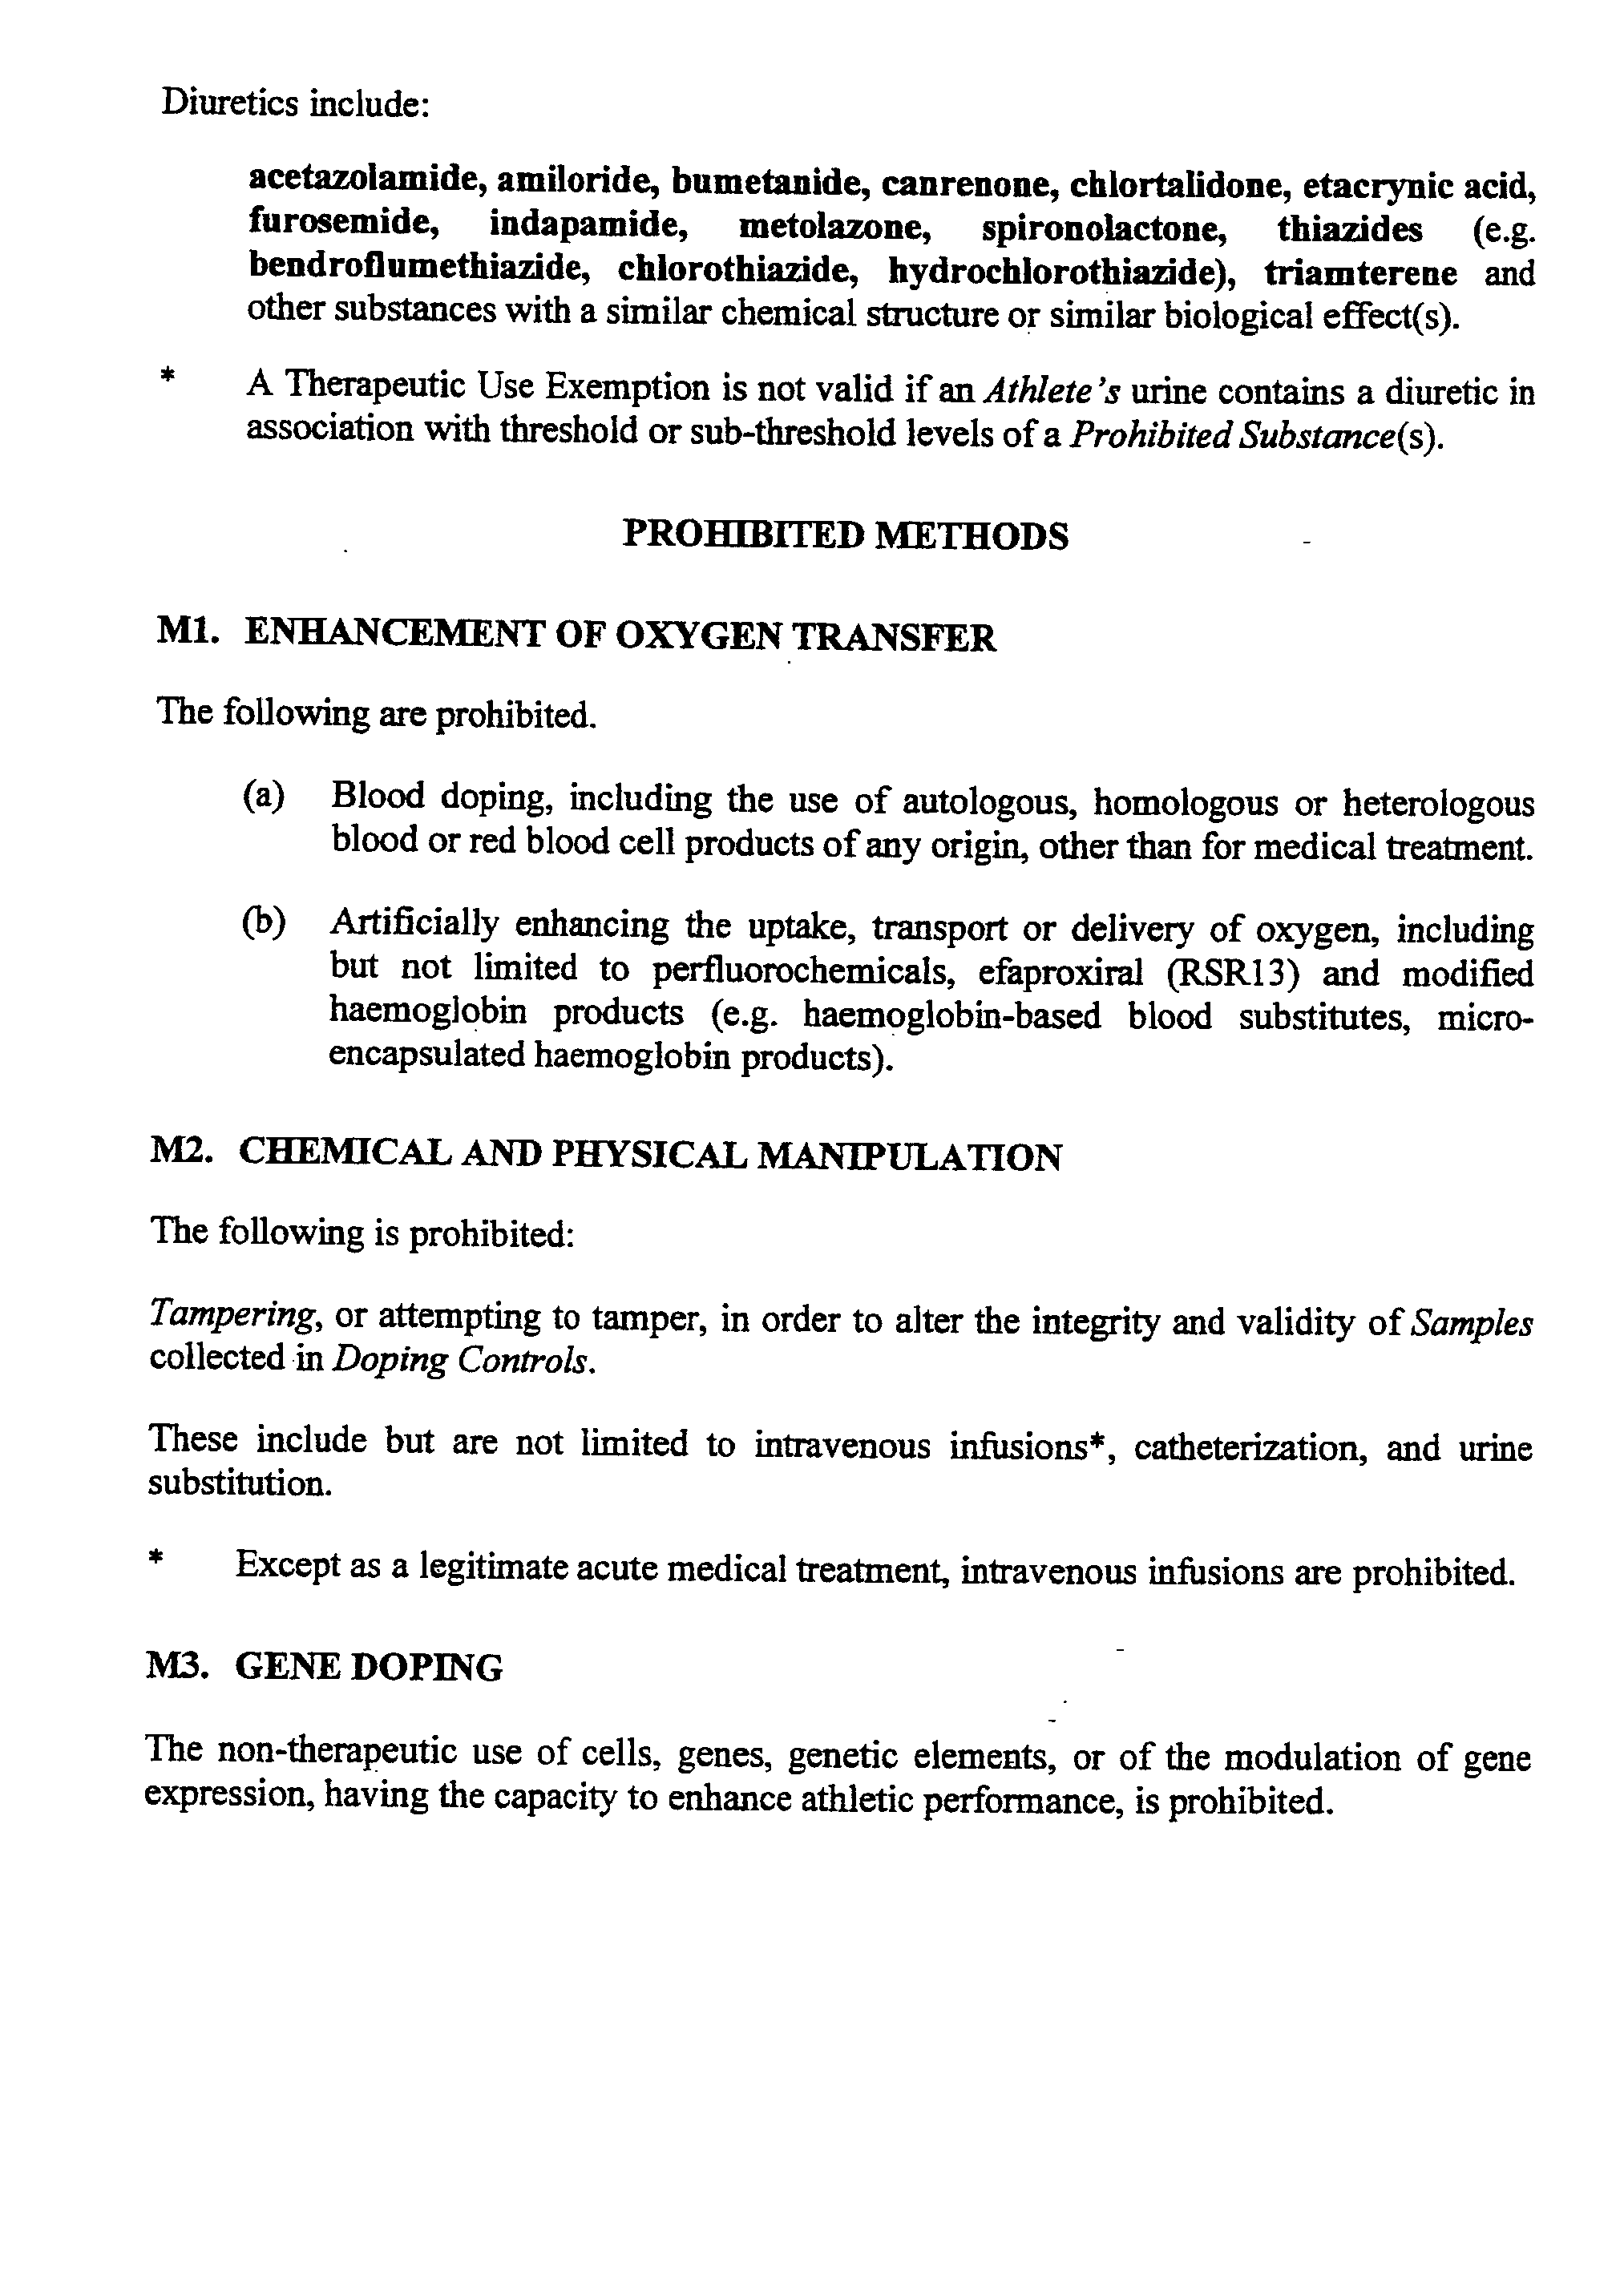 Diuretics include:
acetazolamide, amiloride, bumetanide, canrenone, chlortalidone, etacrynic acid,
furosemide, indapamide, metolazone, spironolactone, thiazides (e.g.
bendroflumethiazide, chlorothiazide, hydrochlorothiazide), triamterene and
other substances with a similar chemical structure or similar biological effect(s).
* A Therapeutic Use Exemption is not valid if an Athlete's urine contains a diuretic in
association with threshold or sub-threshold levels of a Prohibited Substance(s).
PROHIBITED METHODS
M1. ENHANCEMENT OF OXYGEN TRANSFER
The following are prohibited.
(a) Blood doping, including the use of autologous, homologous or heterologous
blood or red blood cell products of any origin, other than for medical treatment.
(b) Artificially enhancing the uptake, transport or delivery of oxygen, including
but not limited to perfluorochemicals, efaproxiral (RSR13) and modified
haemoglobin products (e.g. haemoglobin-based blood substitutes, micro-
encapsulated haemoglobin products).
M2. CHEMICAL AND PHYSICAL MANIPULATION
The following is prohibited:
Tampering, or attempting to tamper, in order to alter the integrity and validity of Samples
collected in Doping Controls.
These include but are not limited to intravenous infusions*, catheterization, and urine
substitution.
* Except as a legitimate acute medical treatment, intravenous infusions are prohibited.
M3. GENE DOPING
The non-therapeutic use of cells, genes, genetic elements, or of the modulation of gene
expression, having the capacity to enhance athletic performance, is prohibited.